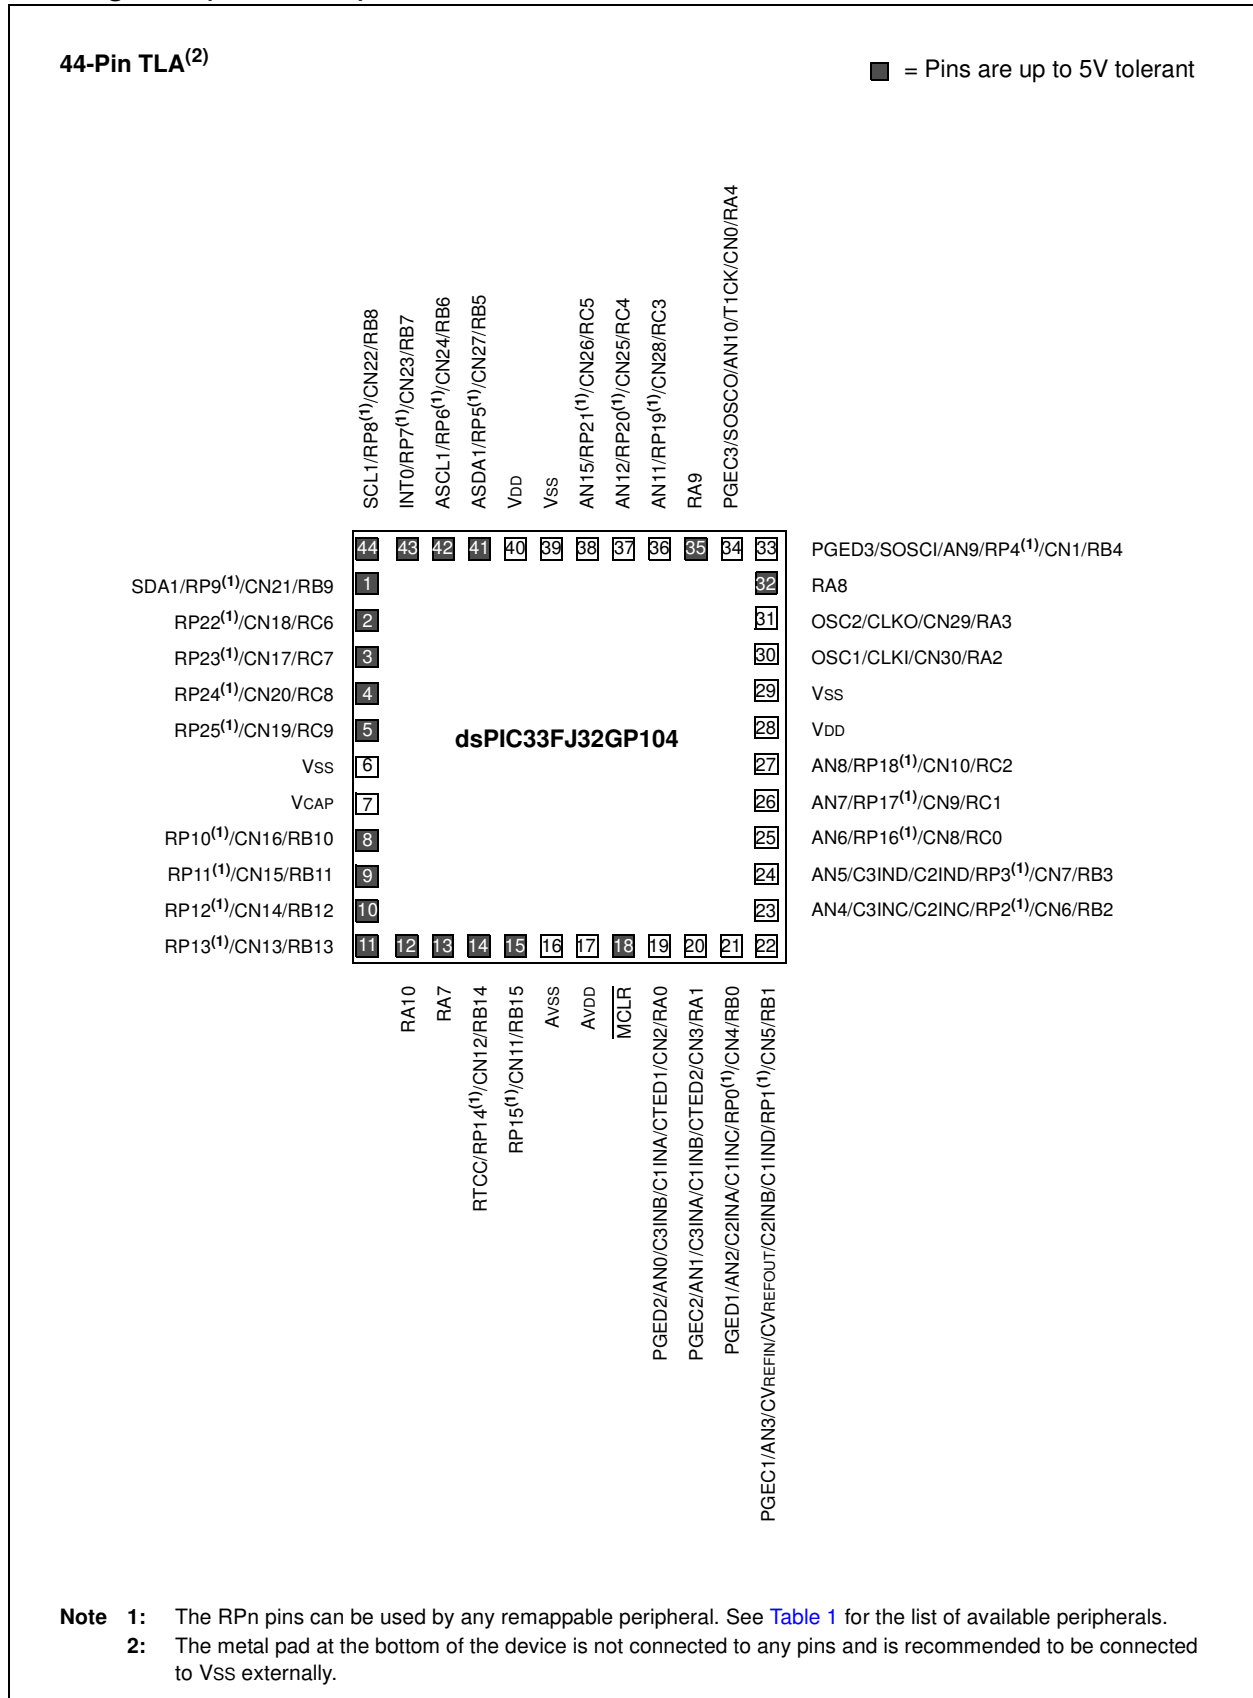 44-Pin TLA(2)
= Pins are up to 5V tolerant
SCL1/RP8(1)/CN22/RB8
INT0/RP7(1)/CN23/RB7
ASCL1/RP6(1)/CN24/RB6
ASDA1/RP5(1)/CN27/RB5
VDD
VSS
AN15/RP21(1)/CN26/RC5
AN12/RP20(1)/CN25/RC4
AN11/RP19(1)/CN28/RC3
RA9
PGEC3/SOSCO/AN10/T1CK/CN0/RA4
44 43 42 41 40 39 38 37 36 35 34 33 PGED3/SOSCI/AN9/RP4(1)/CN1/RB4
SDA1/RP9(1)/CN21/RB9 1 32 RA8
RP22(1)/CN18/RC6 2 31 OSC2/CLKO/CN29/RA3
RP23(1)/CN17/RC7 3 30 OSC1/CLKI/CN30/RA2
RP24(1)/CN20/RC8 4 29 VSS
RP25(1)/CN19/RC9 5 dsPIC33FJ32GP104 28 VDD
VSS 6 27 AN8/RP18(1)/CN10/RC2
VCAP 7 26 AN7/RP17(1)/CN9/RC1
RP10(1)/CN16/RB10 8 25 AN6/RP16(1)/CN8/RC0
RP11(1)/CN15/RB11 9 24 AN5/C3IND/C2IND/RP3(1)/CN7/RB3
RP12(1)/CN14/RB12 10 23 AN4/C3INC/C2INC/RP2(1)/CN6/RB2
RP13(1)/CN13/RB13 11 12 13 14 15 16 17 18 19 20 21 22
RA10
RA7
RTCC/RP14(1)/CN12/RB14
RP15(1)/CN11/RB15
AVSS
AVDD
MCLR
PGED2/AN0/C3INB/C1INA/CTED1/CN2/RA0
PGEC2/AN1/C3INA/C1INB/CTED2/CN3/RA1
PGED1/AN2/C2INA/C1INC/RP0(1)/CN4/RB0
PGEC1/AN3/CVREFIN/CVREFOUT/C2INB/C1IND/RP1(1)/CN5/RB1
Note 1: The RPn pins can be used by any remappable peripheral. See Table 1 for the list of available peripherals.
2: The metal pad at the bottom of the device is not connected to any pins and is recommended to be connected
to VSS externally.